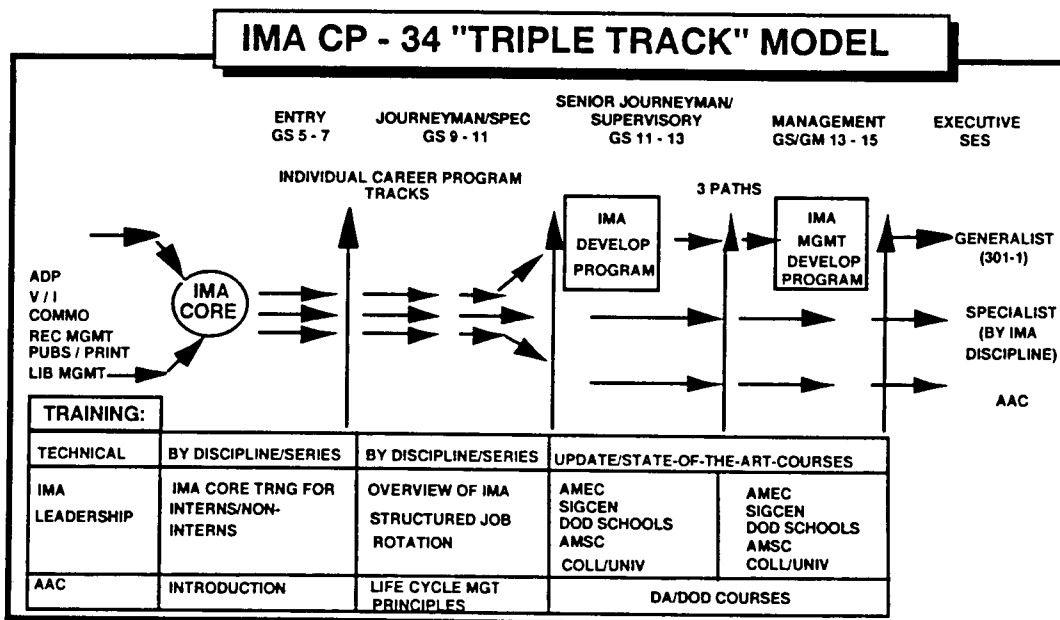 IMA CP - 34 "TRIPLE TRACK" MODEL
ENTRY
GS 5 - 7
JOURNEYMAN/SPEC
GS 9 - 11
SENIOR JOURNEYMAN/
SUPERVISORY
GS 11 - 13
MANAGEMENT
GS/GM 13 - 15
EXECUTIVE
SES
INDIVIDUAL CAREER PROGRAM
TRACKS
3 PATHS
IMA
DEVELOP
PROGRAM
IMA
MGMT
DEVELOP
PROGRAM
GENERALIST
(301-1)
ADP
V / I
COMMO
REC MGMT
PUBS / PRINT
LIB MGMT
IMA
CORE
SPECIALIST
(BY IMA
DISCIPLINE)
AAC
TRAINING:
TECHNICAL
BY DISCIPLINE/SERIES
BY DISCIPLINE/SERIES
UPDATE/STATE-OF-THE-ART-COURSES
IMA
LEADERSHIP
IMA CORE TRNG FOR
INTERNS/NON-
INTERNS
OVERVIEW OF IMA
STRUCTURED JOB
ROTATION
AMEC
SIGCEN
DOD SCHOOLS
AMSC
COLL/UNIV
AMEC
SIGCEN
DOD SCHOOLS
AMSC
COLL/UNIV
AAC
INTRODUCTION
LIFE CYCLE MGT
PRINCIPLES
DA/DOD COURSES